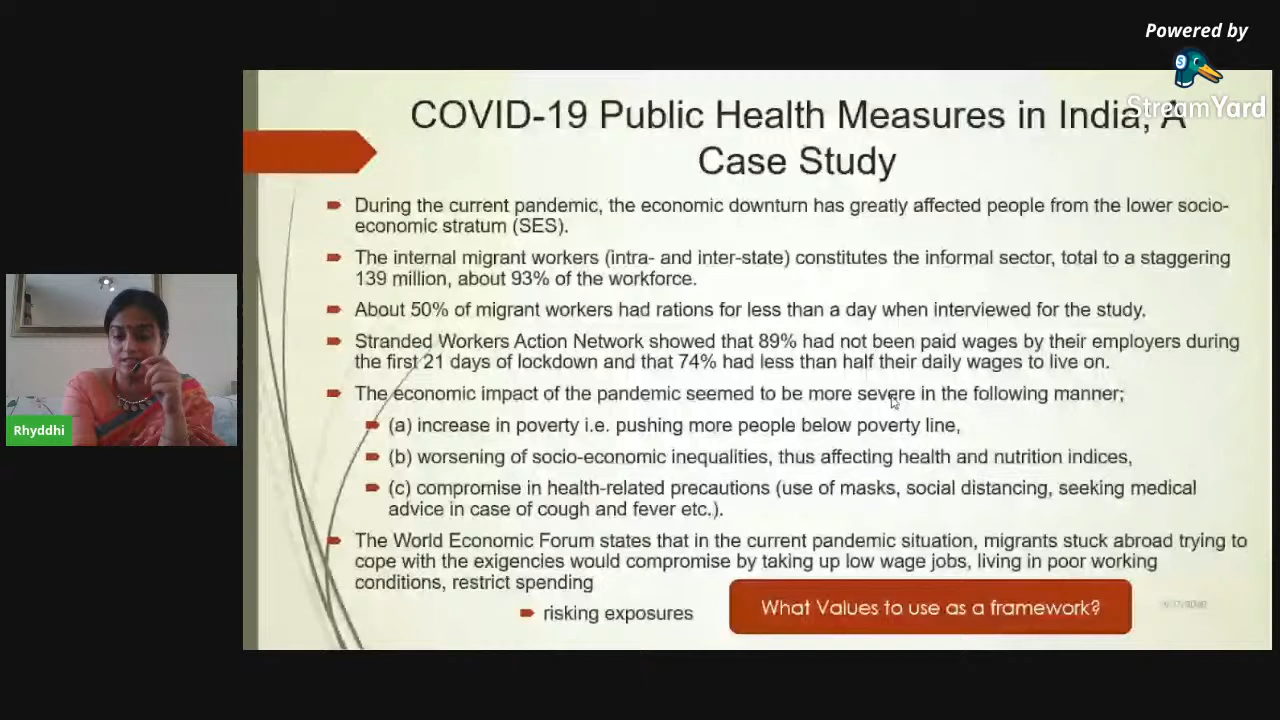 Powered by
StreamYard
COVID-19 Public Health Measures in India, A
Case Study
During the current pandemic, the economic downturn has greatly affected people from the lower socio-
economic stratum (SES).
The internal migrant workers (intra- and inter-state) constitutes the informal sector, total to a staggering
139 million, about 93% of the workforce.
About 50% of migrant workers had rations for less than a day when interviewed for the study.
Stranded Workers Action Network showed that 89% had not been paid wages by their employers during
the first 21 days of lockdown and that 74% had less than half their daily wages to live on.
The economic impact of the pandemic seemed to be more severe in the following manner;
(a) increase in poverty i.e. pushing more people below poverty line,
(b) worsening of socio-economic inequalities, thus affecting health and nutrition indices,
(c) compromise in health-related precautions (use of masks, social distancing, seeking medical
advice in case of cough and fever etc.).
The World Economic Forum states that in the current pandemic situation, migrants stuck abroad trying to
cope with the exigencies would compromise by taking up low wage jobs, living in poor working
conditions, restrict spending
risking exposures
What Values to use as a framework?
Rhyddhi